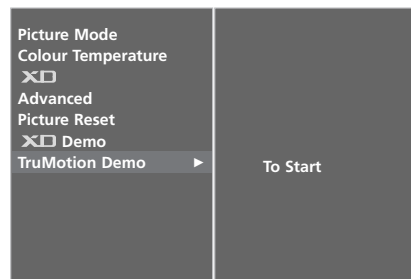 Picture Mode
Colour Temperature
XD
Advanced
Picture Reset
XD Demo
TruMotion Demo ►
To Start